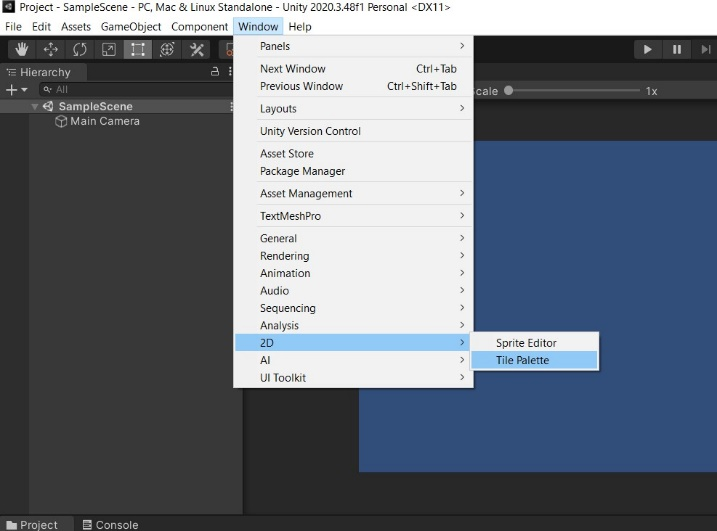 Project - SampleScene - PC, Mac & Linux Standalone - Unity 2020.3.48f1 Personal <DX11>
File Edit Assets GameObject Component Window Help
Hierarchy
All
SampleScene
Main Camera
Panels
Next Window Ctrl+Tab
Previous Window Ctrl+Shift+Tab
Layouts
Unity Version Control
Asset Store
Package Manager
Asset Management
TextMeshPro
General
Rendering
Animation
Audio
Sequencing
Analysis
2D
AI
UI Toolkit
Sprite Editor
Tile Palette
cale 1x
Project Console